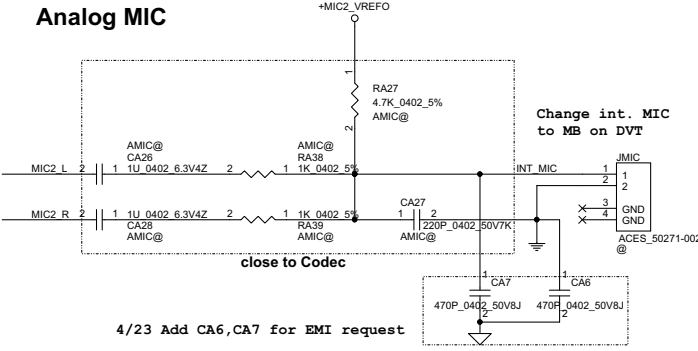 Analog MIC
+MIC2_VREFO
1
RA27
4.7K_0402_5%
AMIC@
2
Change int. MIC
to MB on DVT
AMIC@
CA26
AMIC@
RA38
JMIC
MIC2_L 2 1 1U_0402_6.3V4Z 2 1 1K_0402_5% INT_MIC 1 1
2 2
CA27
3 GND
4 GND
MIC2_R 2 1 1U_0402_6.3V4Z 2 1 1K_0402_5% 1 2
CA28
AMIC@
RA39
AMIC@
220P_0402_50V7K
AMIC@
ACES_50271-002
@
close to Codec
1 CA7 1 CA6
470P_0402_50V8J 470P_0402_50V8J
2 2
4/23 Add CA6,CA7 for EMI request